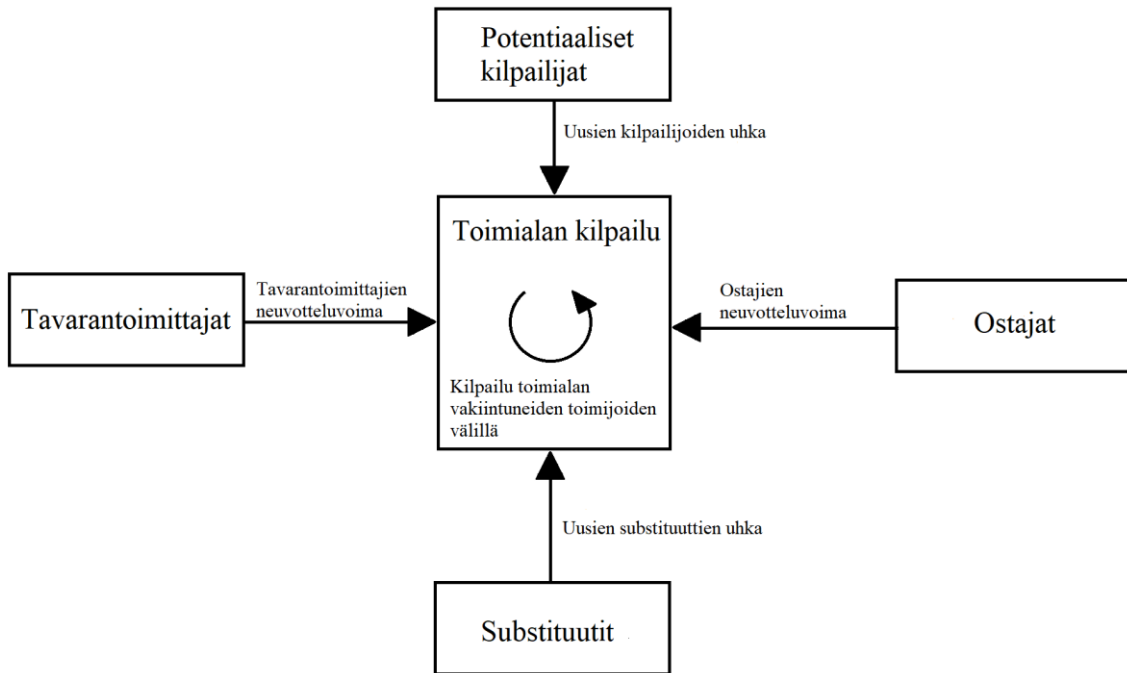 Potentiaaliset
kilpailijat
Uusien kilpailijoiden uhka
Toimialan kilpailu
Tavarantoimittajien
neuvotteluvoima
Tavarantoimittajat
Ostajien
neuvotteluvoima
Ostajat
Kilpailu toimialan
vakiintuneiden toimijoiden
välillä
Uusien substituuttien uhka
Substituutit